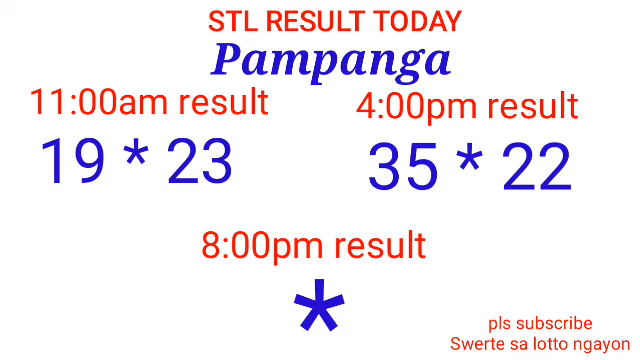 STL RESULT TODAY
Pampanga
11:00am result
19 * 23
4:00pm result
35 * 22
8:00pm result
*
pls subscribe
Swerte sa lotto ngayon